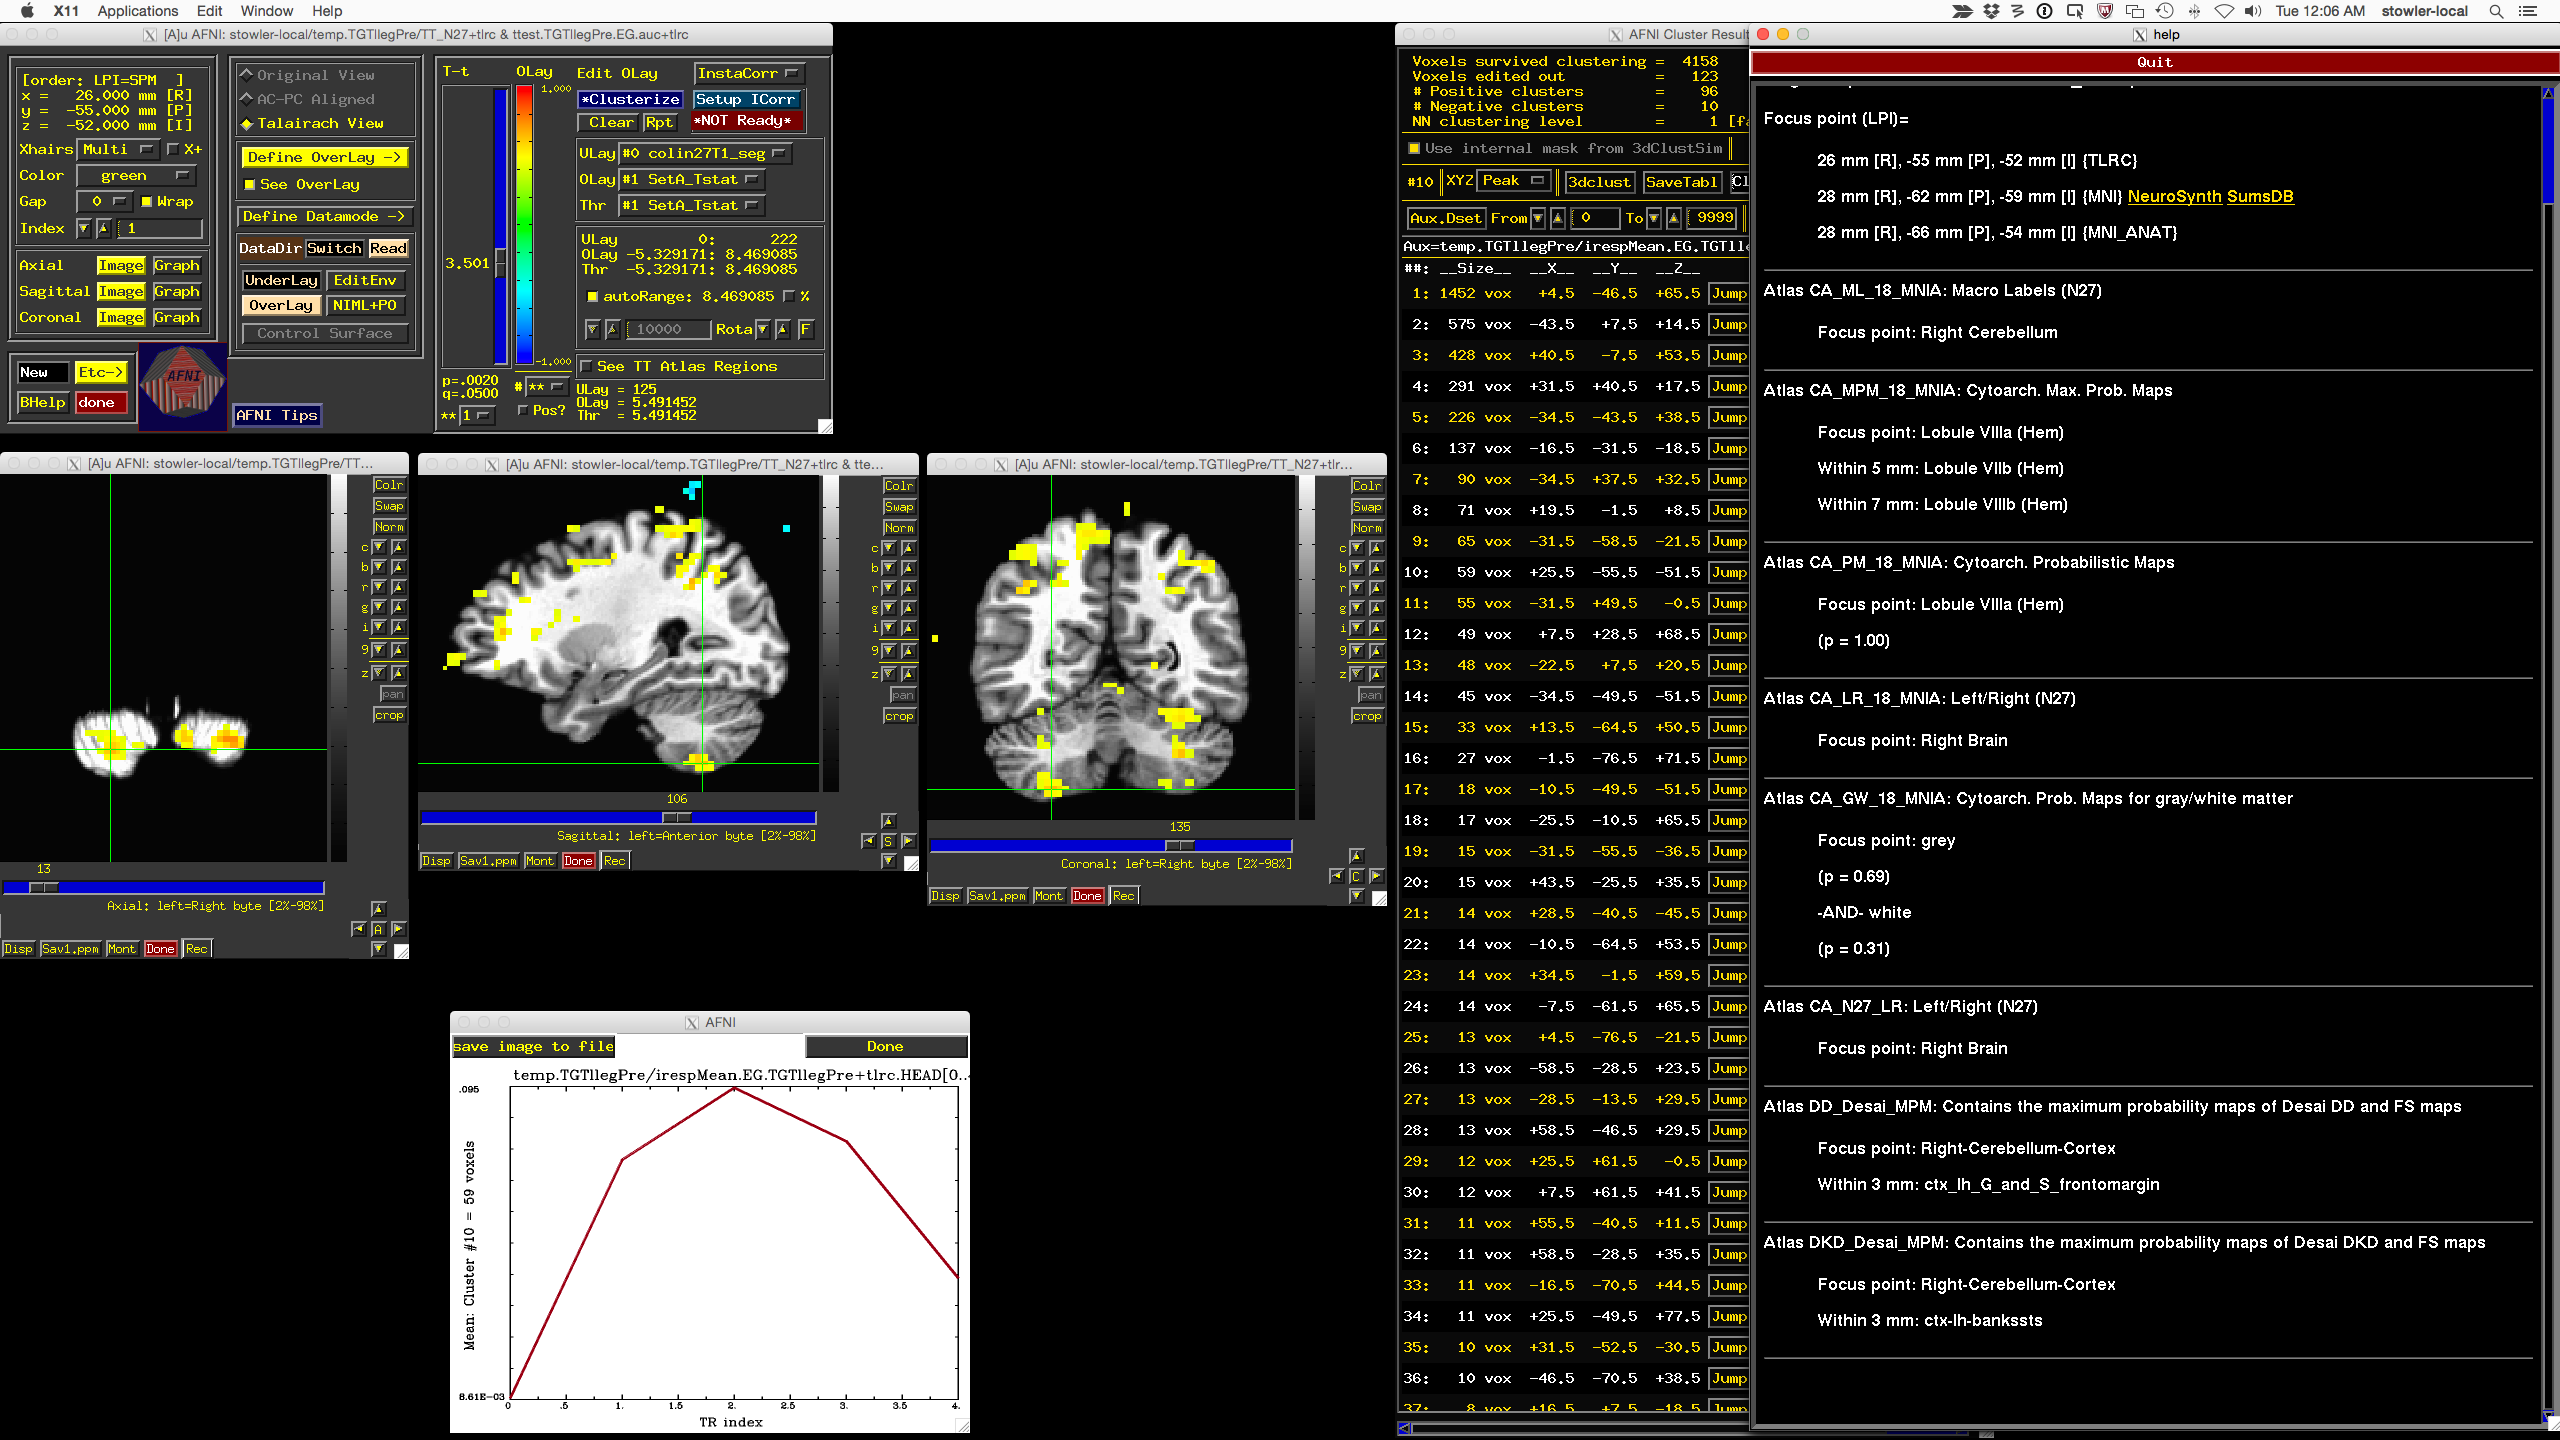 X11 Applications Edit Window Help
Tue 12:06 AM stowler-local
[A]u AFNI: stowler-local/temp.TGTllegPre/TT_N27+tlrc & ttest.TGTllegPre.EG.auc+tlrc
[order: LPI=SPM ]
x = 26.000 mm [R]
y = -55.000 mm [P]
z = -52.000 mm [I]
Xhairs Multi X+
Color green
Gap 0 Wrap
Index 1
Axial Image Graph
Sagittal Image Graph
Coronal Image Graph
New Etc->
BHelp done
AFNI
AFNI Tips
Original View
AC-PC Aligned
Talairach View
Define OverLay ->
See OverLay
Define Datamode ->
DataDir Switch Read
UnderLay EditEnv
OverLay NIML+PO
Control Surface
T-t
3.501
p=.0020
q=.0500
** 1
OLay
1.000
-1.000
# **
Pos?
Edit OLay InstaCorr
*Clusterize Setup ICorr
Clear Rpt *NOT Ready*
ULay #0 colin27T1_seg
OLay #1 SetA_Tstat
Thr #1 SetA_Tstat
ULay 0: 222
OLay -5.329171: 8.469085
Thr -5.329171: 8.469085
autoRange: 8.469085 %
10000 Rota F
See TT Atlas Regions
ULay = 125
OLay = 5.491452
Thr = 5.491452
[A]u AFNI: stowler-local/temp.TGTllegPre/TT...
Colr
Swap
Norm
c
b
r
g
i
9
z
pan
crop
13
Axial: left=Right byte [2%-98%]
A
Disp Sav1.ppm Mont Done Rec
[A]u AFNI: stowler-local/temp.TGTllegPre/TT_N27+tlrc & tte...
Colr
Swap
Norm
c
b
r
g
i
9
z
pan
crop
106
Sagittal: left=Anterior byte [2%-98%]
S
Disp Sav1.ppm Mont Done Rec
[A]u AFNI: stowler-local/temp.TGTllegPre/TT_N27+tlr...
Colr
Swap
Norm
c
b
r
g
i
9
z
pan
crop
135
Coronal: left=Right byte [2%-98%]
C
Disp Sav1.ppm Mont Done Rec
AFNI
save image to file Done
temp.TGTllegPre/irespMean.EG.TGTllegPre+tlrc.HEAD[0..
.095
Mean: Cluster #10 = 59 voxels
8.61E-03
0 .5 1. 1.5 2. 2.5 3. 3.5 4.
TR index
AFNI Cluster Result
Voxels survived clustering = 4158
Voxels edited out = 123
# Positive clusters = 96
# Negative clusters = 10
NN clustering level = 1 [fa
Use internal mask from 3dClustSim
#10 XYZ Peak 3dclust SaveTabl Cl
Aux.Dset From 0 To 9999
Aux=temp.TGTllegPre/irespMean.EG.TGTlle
##: __Size__ __X__ __Y__ __Z__
1: 1452 vox +4.5 -46.5 +65.5 Jump
2: 575 vox -43.5 +7.5 +14.5 Jump
3: 428 vox +40.5 -7.5 +53.5 Jump
4: 291 vox +31.5 +40.5 +17.5 Jump
5: 226 vox -34.5 -43.5 +38.5 Jump
6: 137 vox -16.5 -31.5 -18.5 Jump
7: 90 vox -34.5 +37.5 +32.5 Jump
8: 71 vox +19.5 -1.5 +8.5 Jump
9: 65 vox -31.5 -58.5 -21.5 Jump
10: 59 vox +25.5 -55.5 -51.5 Jump
11: 55 vox -31.5 +49.5 -0.5 Jump
12: 49 vox +7.5 +28.5 +68.5 Jump
13: 48 vox -22.5 +7.5 +20.5 Jump
14: 45 vox -34.5 -49.5 -51.5 Jump
15: 33 vox +13.5 -64.5 +50.5 Jump
16: 27 vox -1.5 -76.5 +71.5 Jump
17: 18 vox -10.5 -49.5 -51.5 Jump
18: 17 vox -25.5 -10.5 +65.5 Jump
19: 15 vox -31.5 -55.5 -36.5 Jump
20: 15 vox +43.5 -25.5 +35.5 Jump
21: 14 vox +28.5 -40.5 -45.5 Jump
22: 14 vox -10.5 -64.5 +53.5 Jump
23: 14 vox +34.5 -1.5 +59.5 Jump
24: 14 vox -7.5 -61.5 +65.5 Jump
25: 13 vox +4.5 -76.5 -21.5 Jump
26: 13 vox -58.5 -28.5 +23.5 Jump
27: 13 vox -28.5 -13.5 +29.5 Jump
28: 13 vox +58.5 -46.5 +29.5 Jump
29: 12 vox +25.5 +61.5 -0.5 Jump
30: 12 vox +7.5 +61.5 +41.5 Jump
31: 11 vox +55.5 -40.5 +11.5 Jump
32: 11 vox +58.5 -28.5 +35.5 Jump
33: 11 vox -16.5 -70.5 +44.5 Jump
34: 11 vox +25.5 -49.5 +77.5 Jump
35: 10 vox +31.5 -52.5 -30.5 Jump
36: 10 vox -46.5 -70.5 +38.5 Jump
37: 8 vox +16.5 +7.5 -18.5 Jump
help
Quit
Focus point (LPI)=
26 mm [R], -55 mm [P], -52 mm [I] {TLRC}
28 mm [R], -62 mm [P], -59 mm [I] {MNI} NeuroSynth SumsDB
28 mm [R], -66 mm [P], -54 mm [I] {MNI_ANAT}
Atlas CA_ML_18_MNIA: Macro Labels (N27)
Focus point: Right Cerebellum
Atlas CA_MPM_18_MNIA: Cytoarch. Max. Prob. Maps
Focus point: Lobule VIIIa (Hem)
Within 5 mm: Lobule VIIb (Hem)
Within 7 mm: Lobule VIIIb (Hem)
Atlas CA_PM_18_MNIA: Cytoarch. Probabilistic Maps
Focus point: Lobule VIIIa (Hem)
(p = 1.00)
Atlas CA_LR_18_MNIA: Left/Right (N27)
Focus point: Right Brain
Atlas CA_GW_18_MNIA: Cytoarch. Prob. Maps for gray/white matter
Focus point: grey
(p = 0.69)
-AND- white
(p = 0.31)
Atlas CA_N27_LR: Left/Right (N27)
Focus point: Right Brain
Atlas DD_Desai_MPM: Contains the maximum probability maps of Desai DD and FS maps
Focus point: Right-Cerebellum-Cortex
Within 3 mm: ctx_lh_G_and_S_frontomargin
Atlas DKD_Desai_MPM: Contains the maximum probability maps of Desai DKD and FS maps
Focus point: Right-Cerebellum-Cortex
Within 3 mm: ctx-lh-bankssts